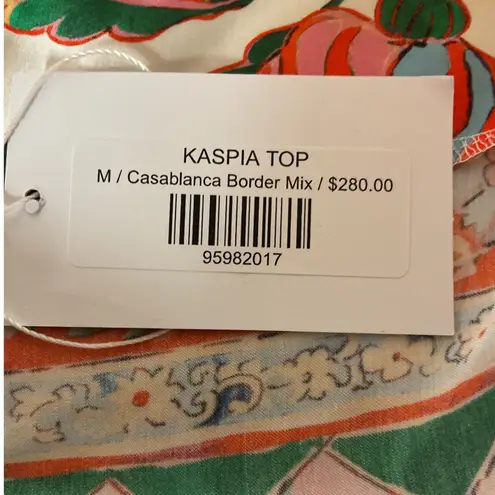 KASPIA TOP
M / Casablanca Border Mix / $280.00
95982017